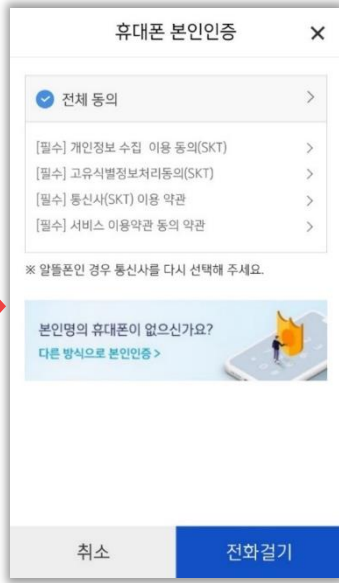 휴대폰 본인인증
전체 동의
[필수] 개인정보 수집 이용 동의(SKT)
[필수] 고유식별정보처리동의(SKT)
[필수] 통신사(SKT) 이용 약관
[필수] 서비스 이용약관 동의 약관
※ 알뜰폰인 경우 통신사를 다시 선택해 주세요.
본인명의 휴대폰이 없으신가요?
다른 방식으로 본인인증 >
취소
전화걸기